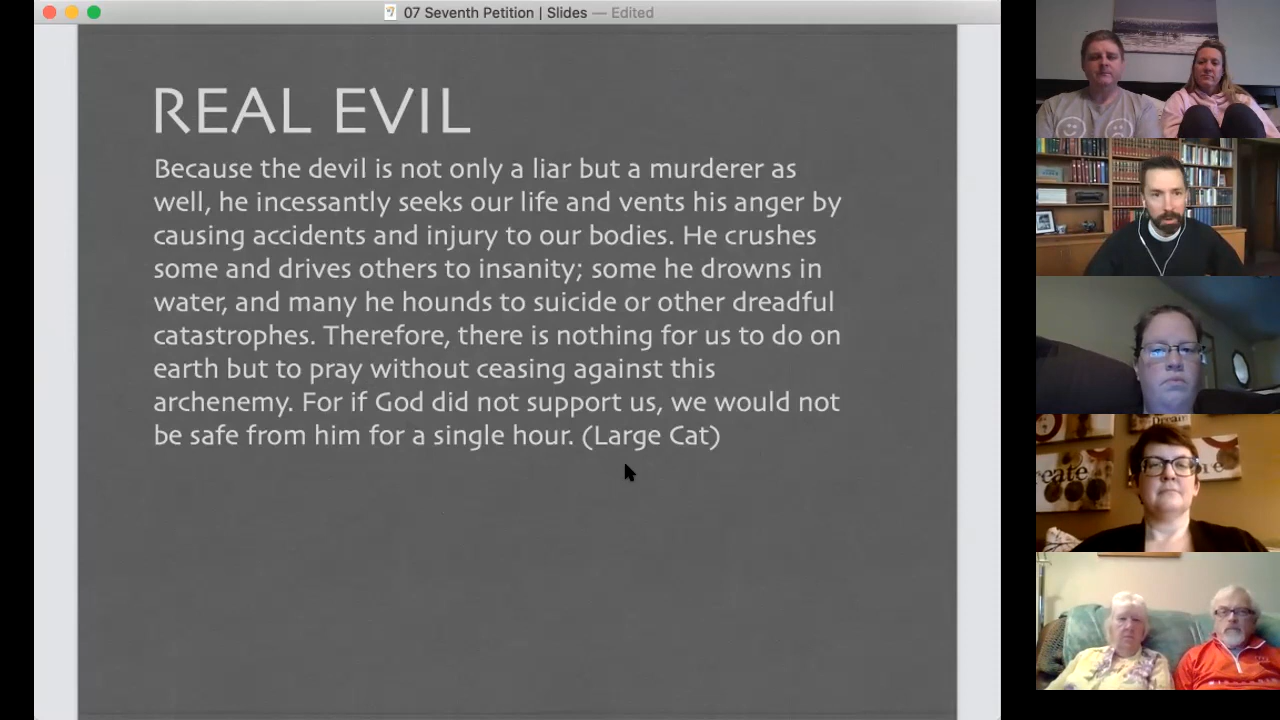 07 Seventh Petition | Slides — Edited
REAL EVIL
Because the devil is not only a liar but a murderer as
well, he incessantly seeks our life and vents his anger by
causing accidents and injury to our bodies. He crushes
some and drives others to insanity; some he drowns in
water, and many he hounds to suicide or other dreadful
catastrophes. Therefore, there is nothing for us to do on
earth but to pray without ceasing against this
archenemy. For if God did not support us, we would not
be safe from him for a single hour. (Large Cat)
Dream
eate